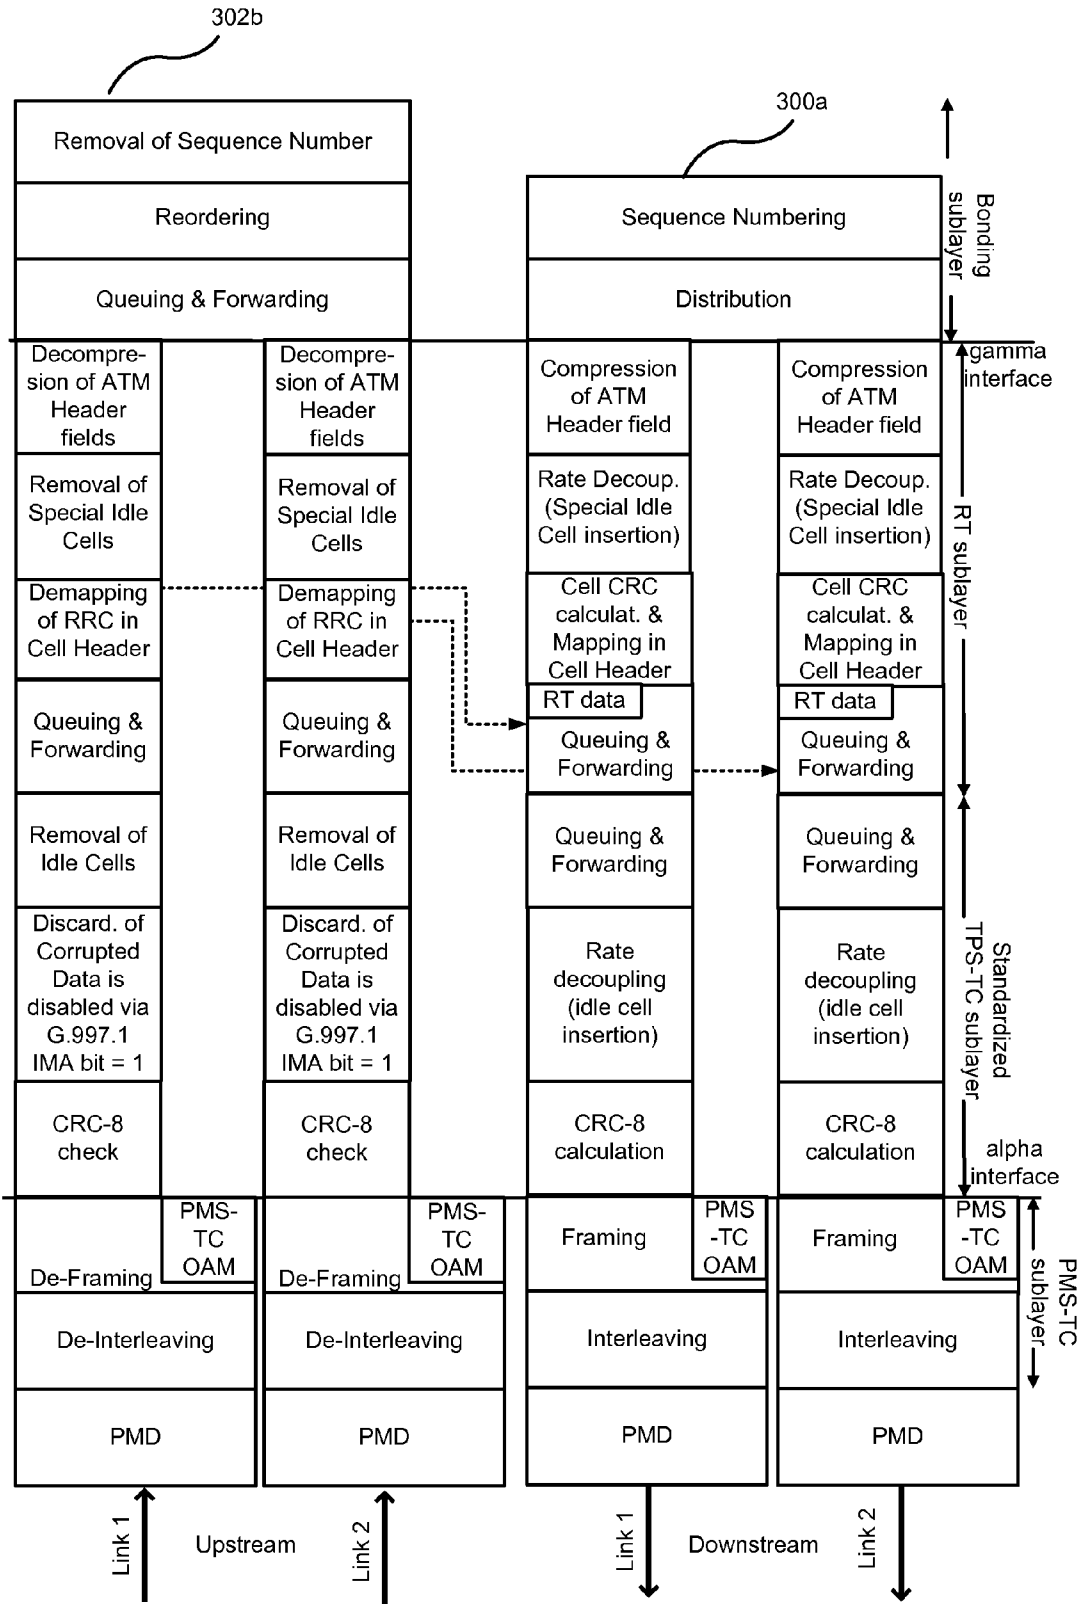 302b
Removal of Sequence Number
Reordering
Queuing & Forwarding
Decompre-
sion of ATM
Header
fields
Removal of
Special Idle
Cells
Demapping
of RRC in
Cell Header
Queuing &
Forwarding
Removal of
Idle Cells
Discard. of
Corrupted
Data is
disabled via
G.997.1
IMA bit = 1
CRC-8
check
PMS-
TC
OAM
De-Framing
De-Interleaving
PMD
Link 1
Decompre-
sion of ATM
Header
fields
Removal of
Special Idle
Cells
Demapping
of RRC in
Cell Header
Queuing &
Forwarding
Removal of
Idle Cells
Discard. of
Corrupted
Data is
disabled via
G.997.1
IMA bit = 1
CRC-8
check
PMS-
TC
OAM
De-Framing
De-Interleaving
PMD
Upstream
Link 2
300a
Sequence Numbering
Distribution
Compression
of ATM
Header field
Rate Decoup.
(Special Idle
Cell insertion)
Cell CRC
calculat. &
Mapping in
Cell Header
RT data
Queuing &
Forwarding
Queuing &
Forwarding
Rate
decoupling
(idle cell
insertion)
CRC-8
calculation
Framing
PMS
-TC
OAM
Interleaving
PMD
Link 1
Compression
of ATM
Header field
Rate Decoup.
(Special Idle
Cell insertion)
Cell CRC
calculat. &
Mapping in
Cell Header
RT data
Queuing &
Forwarding
Queuing &
Forwarding
Rate
decoupling
(idle cell
insertion)
CRC-8
calculation
Framing
PMS
-TC
OAM
Interleaving
PMD
Downstream
Link 2
Bonding
sublayer
gamma
interface
RT sublayer
Standardized
TPS-TC sublayer
alpha
interface
PMS-TC
sublayer